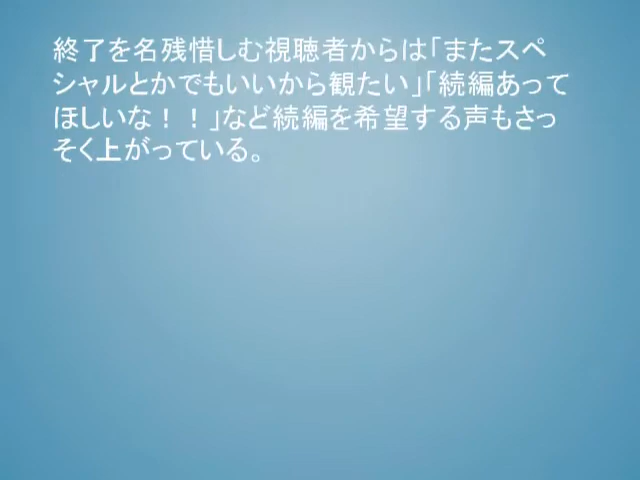 終了を名残惜しむ視聴者からは「またスペ
シャルとかでもいいから観たい」「続編あって
ほしいな！！」など続編を希望する声もさっ
そく上がっている。